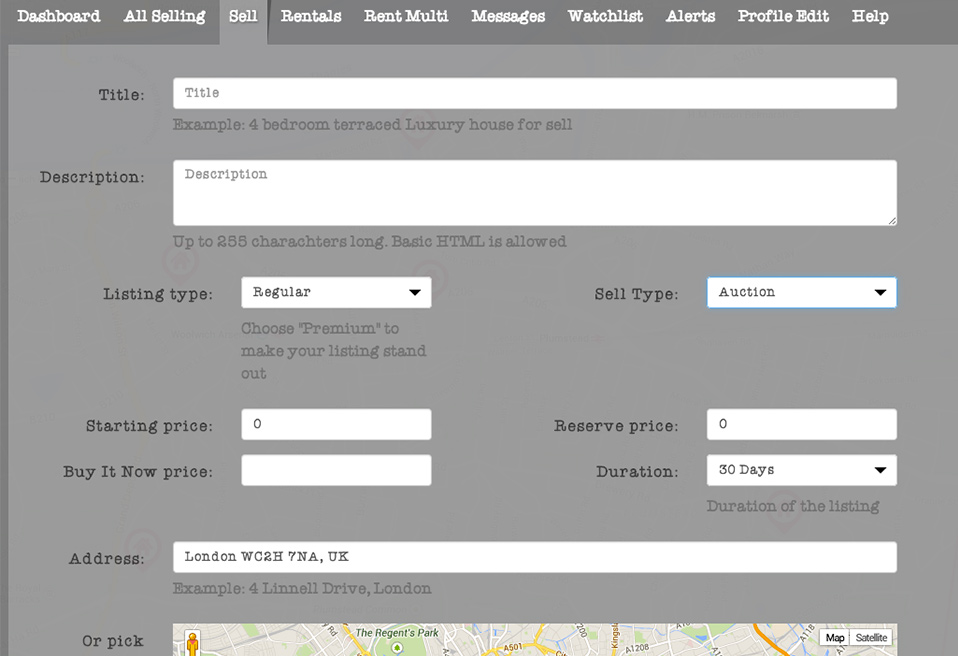 Dashboard All Selling Sell Rentals Rent Multi Messages Watchlist Alerts Profile Edit Help
Title: Title
Example: 4 bedroom terraced Luxury house for sell
Description: Description
Up to 255 charachters long. Basic HTML is allowed
Listing type: Regular Sell Type: Auction
Choose "Premium" to
make your listing stand
out
Starting price: 0 Reserve price: 0
Buy It Now price: Duration: 30 Days
Duration of the listing
Address: London WC2H 7NA, UK
Example: 4 Linnell Drive, London
Or pick
The Regent's Park
A501
A1208
A118
Map Satellite